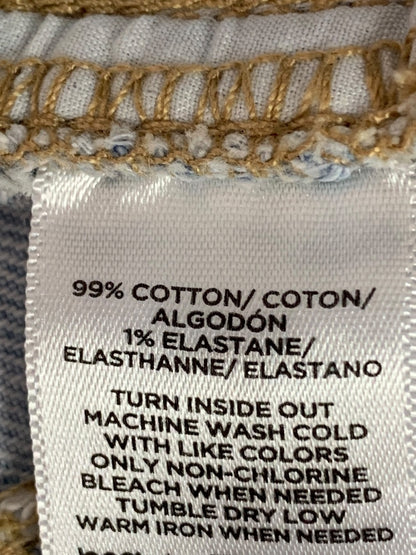 99% COTTON/ COTON/
ALGODÓN
1% ELASTANE/
ELASTHANNE/ ELASTANO
TURN INSIDE OUT
MACHINE WASH COLD
WITH LIKE COLORS
ONLY NON-CHLORINE
BLEACH WHEN NEEDED
TUMBLE DRY LOW
WARM IRON WHEN NEEDED